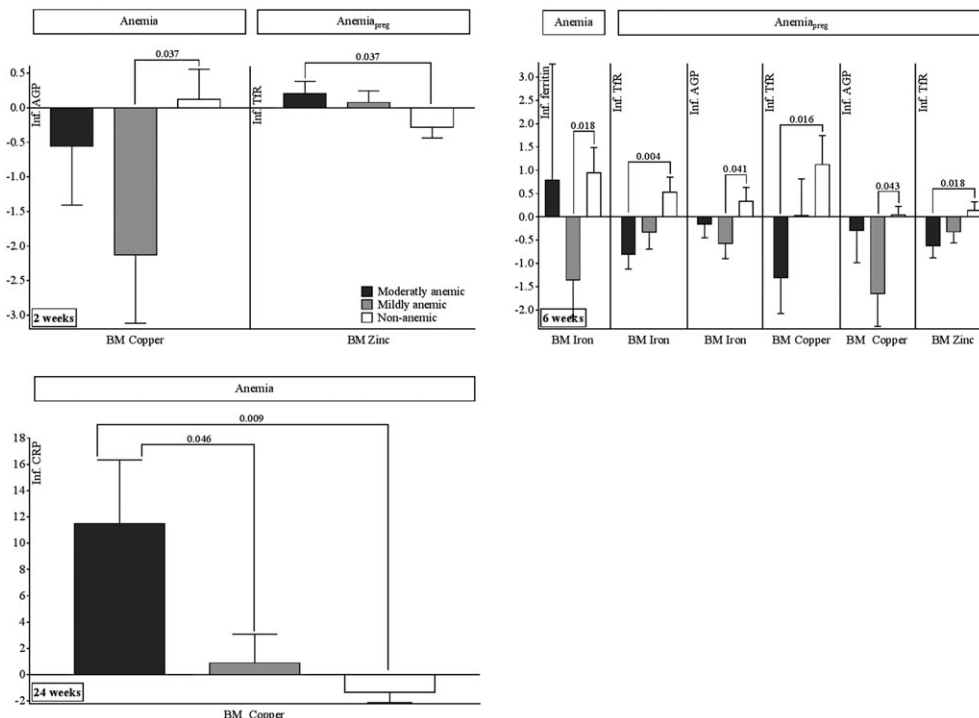 Anemia
Anemia_preg
0.5
0.0
-0.5
-1.0
-1.5
-2.0
-2.5
-3.0
Inf. AGP
0.037
Inf. TfR
0.037
Moderatly anemic
Mildly anemic
Non-anemic
2 weeks
BM Copper
BM Zinc
Anemia
Anemia_preg
3.0
2.5
2.0
1.5
1.0
0.5
0.0
-0.5
-1.0
-1.5
-2.0
Inf. ferritin
Inf. TfR
Inf. AGP
Inf. TfR
Inf. AGP
Inf. TfR
0.018
0.004
0.041
0.016
0.043
0.018
6 weeks
BM Iron
BM Iron
BM Iron
BM Copper
BM Copper
BM Zinc
Anemia
18
16
14
12
10
8
6
4
2
0
-2
Inf. CRP
0.009
0.046
24 weeks
BM Copper